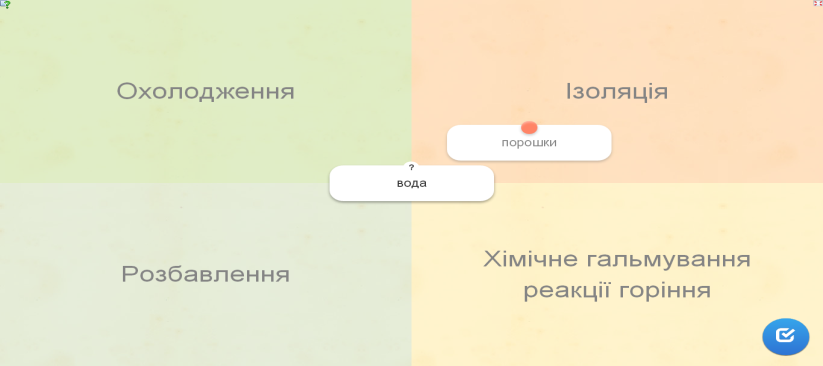 Охолодження
Ізоляція
порошки
?
вода
Розбавлення
Хімічне гальмування
реакції горіння